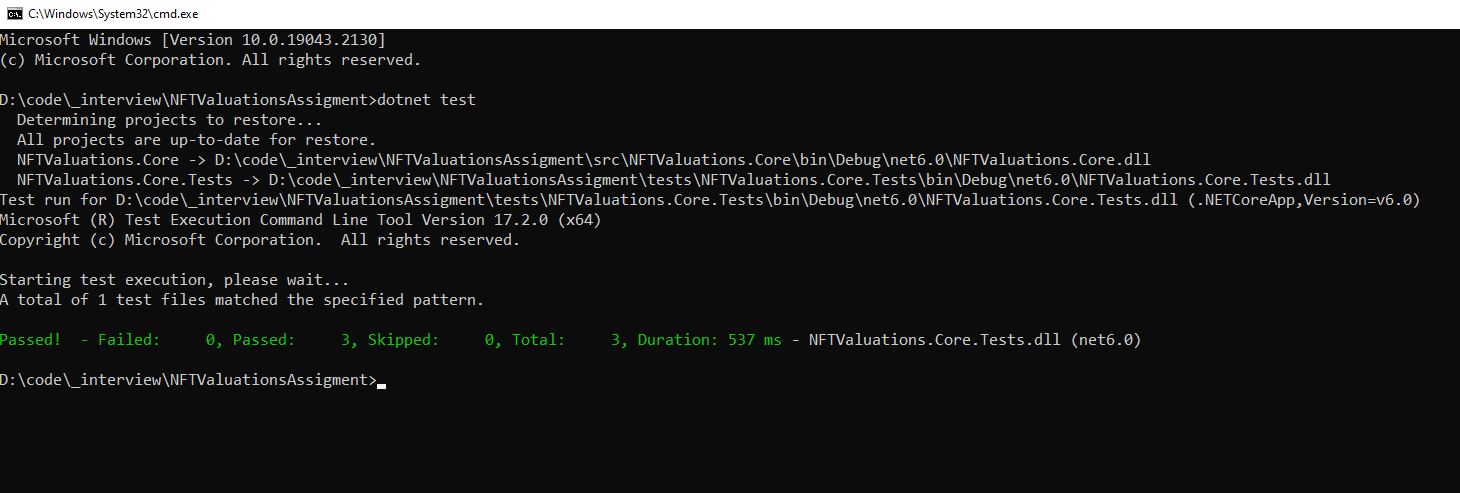 C:\Windows\System32\cmd.exe
Microsoft Windows [Version 10.0.19043.2130]
(c) Microsoft Corporation. All rights reserved.
D:\code\_interview\NFTValuationsAssigment>dotnet test
  Determining projects to restore...
  All projects are up-to-date for restore.
  NFTValuations.Core -> D:\code\_interview\NFTValuationsAssigment\src\NFTValuations.Core\bin\Debug\net6.0\NFTValuations.Core.dll
  NFTValuations.Core.Tests -> D:\code\_interview\NFTValuationsAssigment\tests\NFTValuations.Core.Tests\bin\Debug\net6.0\NFTValuations.Core.Tests.dll
Test run for D:\code\_interview\NFTValuationsAssigment\tests\NFTValuations.Core.Tests\bin\Debug\net6.0\NFTValuations.Core.Tests.dll (.NETCoreApp,Version=v6.0)
Microsoft (R) Test Execution Command Line Tool Version 17.2.0 (x64)
Copyright (c) Microsoft Corporation.  All rights reserved.
Starting test execution, please wait...
A total of 1 test files matched the specified pattern.
Passed!  - Failed:     0, Passed:     3, Skipped:     0, Total:     3, Duration: 537 ms - NFTValuations.Core.Tests.dll (net6.0)
D:\code\_interview\NFTValuationsAssigment>